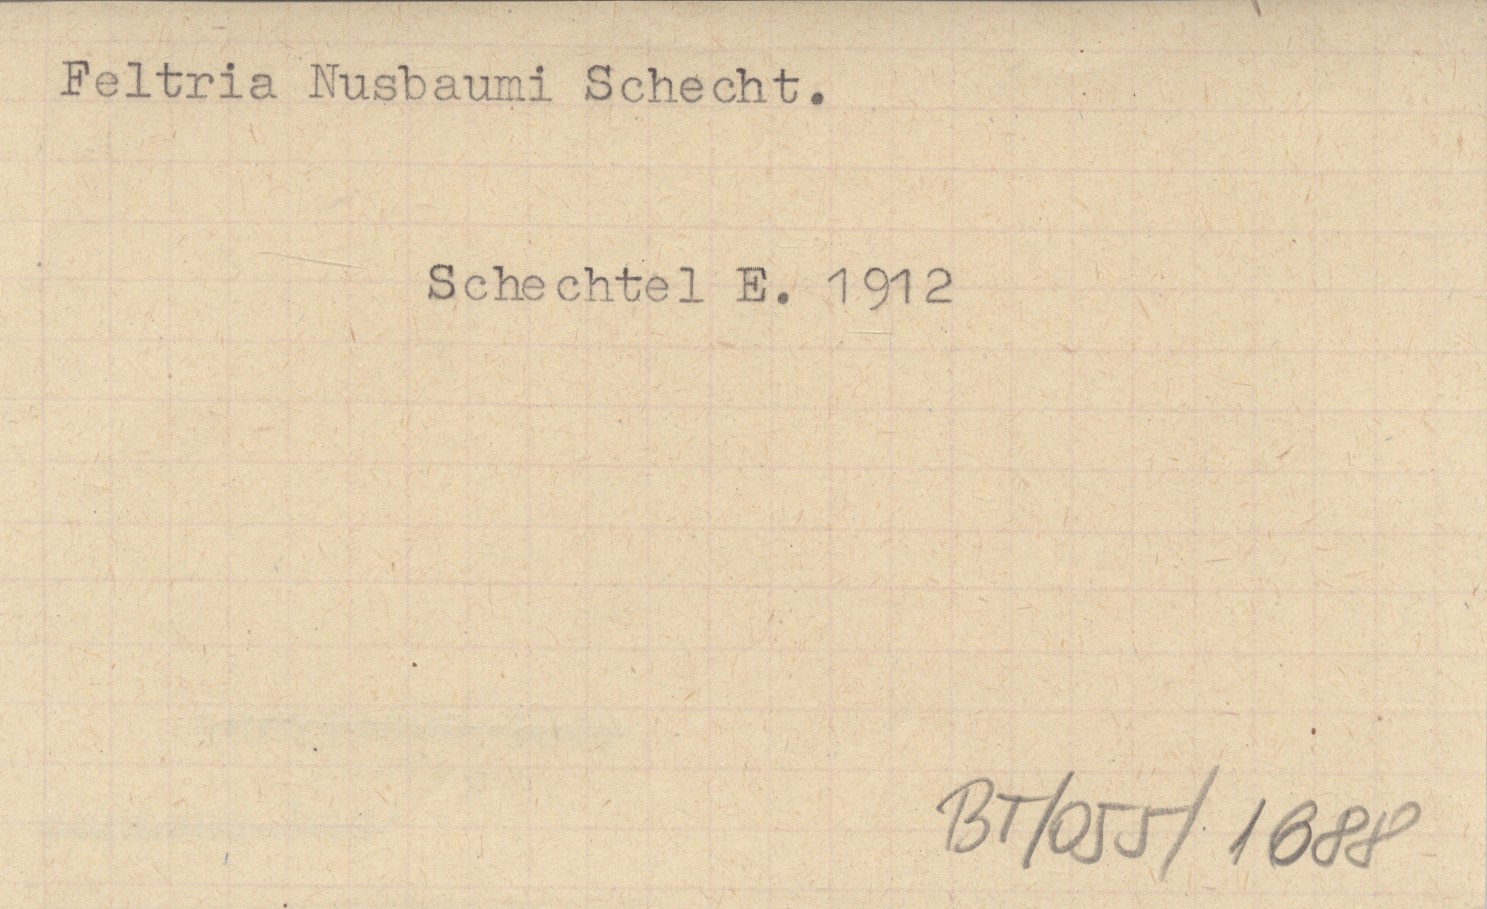 Feltria Nusbaumi Schecht.
Schechtel E. 1912
BT/055/1688